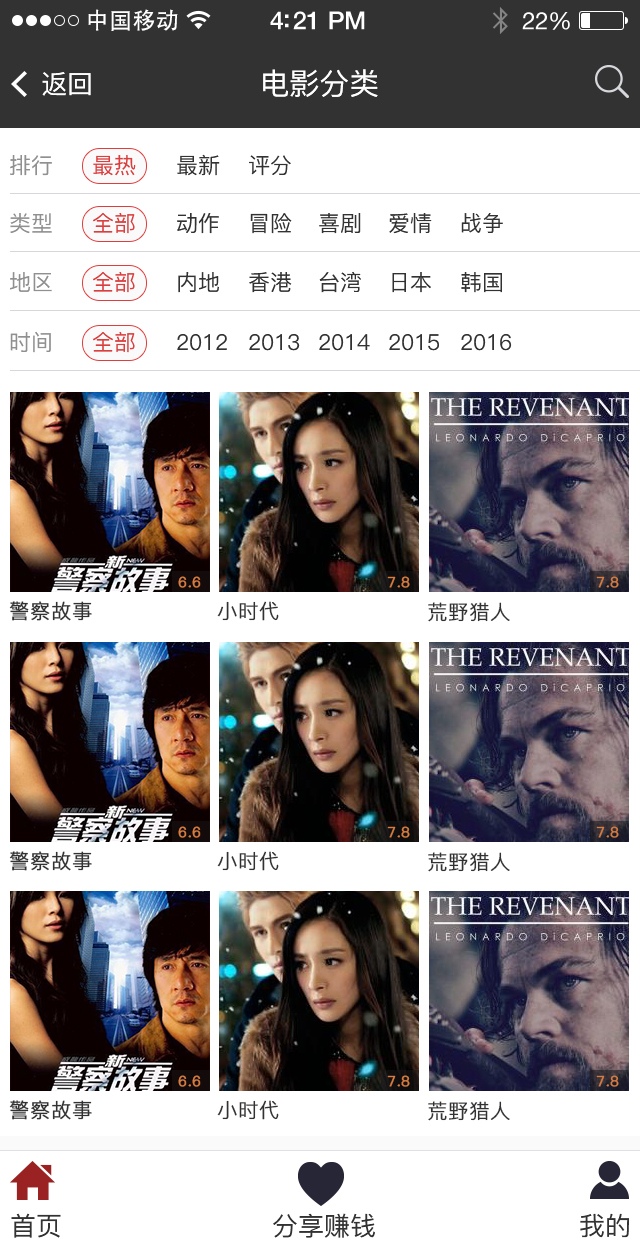 中国移动 4:21 PM 22%
返回 电影分类
排行 最热 最新 评分
类型 全部 动作 冒险 喜剧 爱情 战争
地区 全部 内地 香港 台湾 日本 韩国
时间 全部 2012 2013 2014 2015 2016
THE REVENANT
LEONARDO DiCAPRIO
新 NEW
警察故事
6.6 7.8 7.8
警察故事 小时代 荒野猎人
THE REVENANT
LEONARDO DiCAPRIO
新 NEW
警察故事
6.6 7.8 7.8
警察故事 小时代 荒野猎人
THE REVENANT
LEONARDO DiCAPRIO
新 NEW
警察故事
6.6 7.8 7.8
警察故事 小时代 荒野猎人
首页 分享赚钱 我的